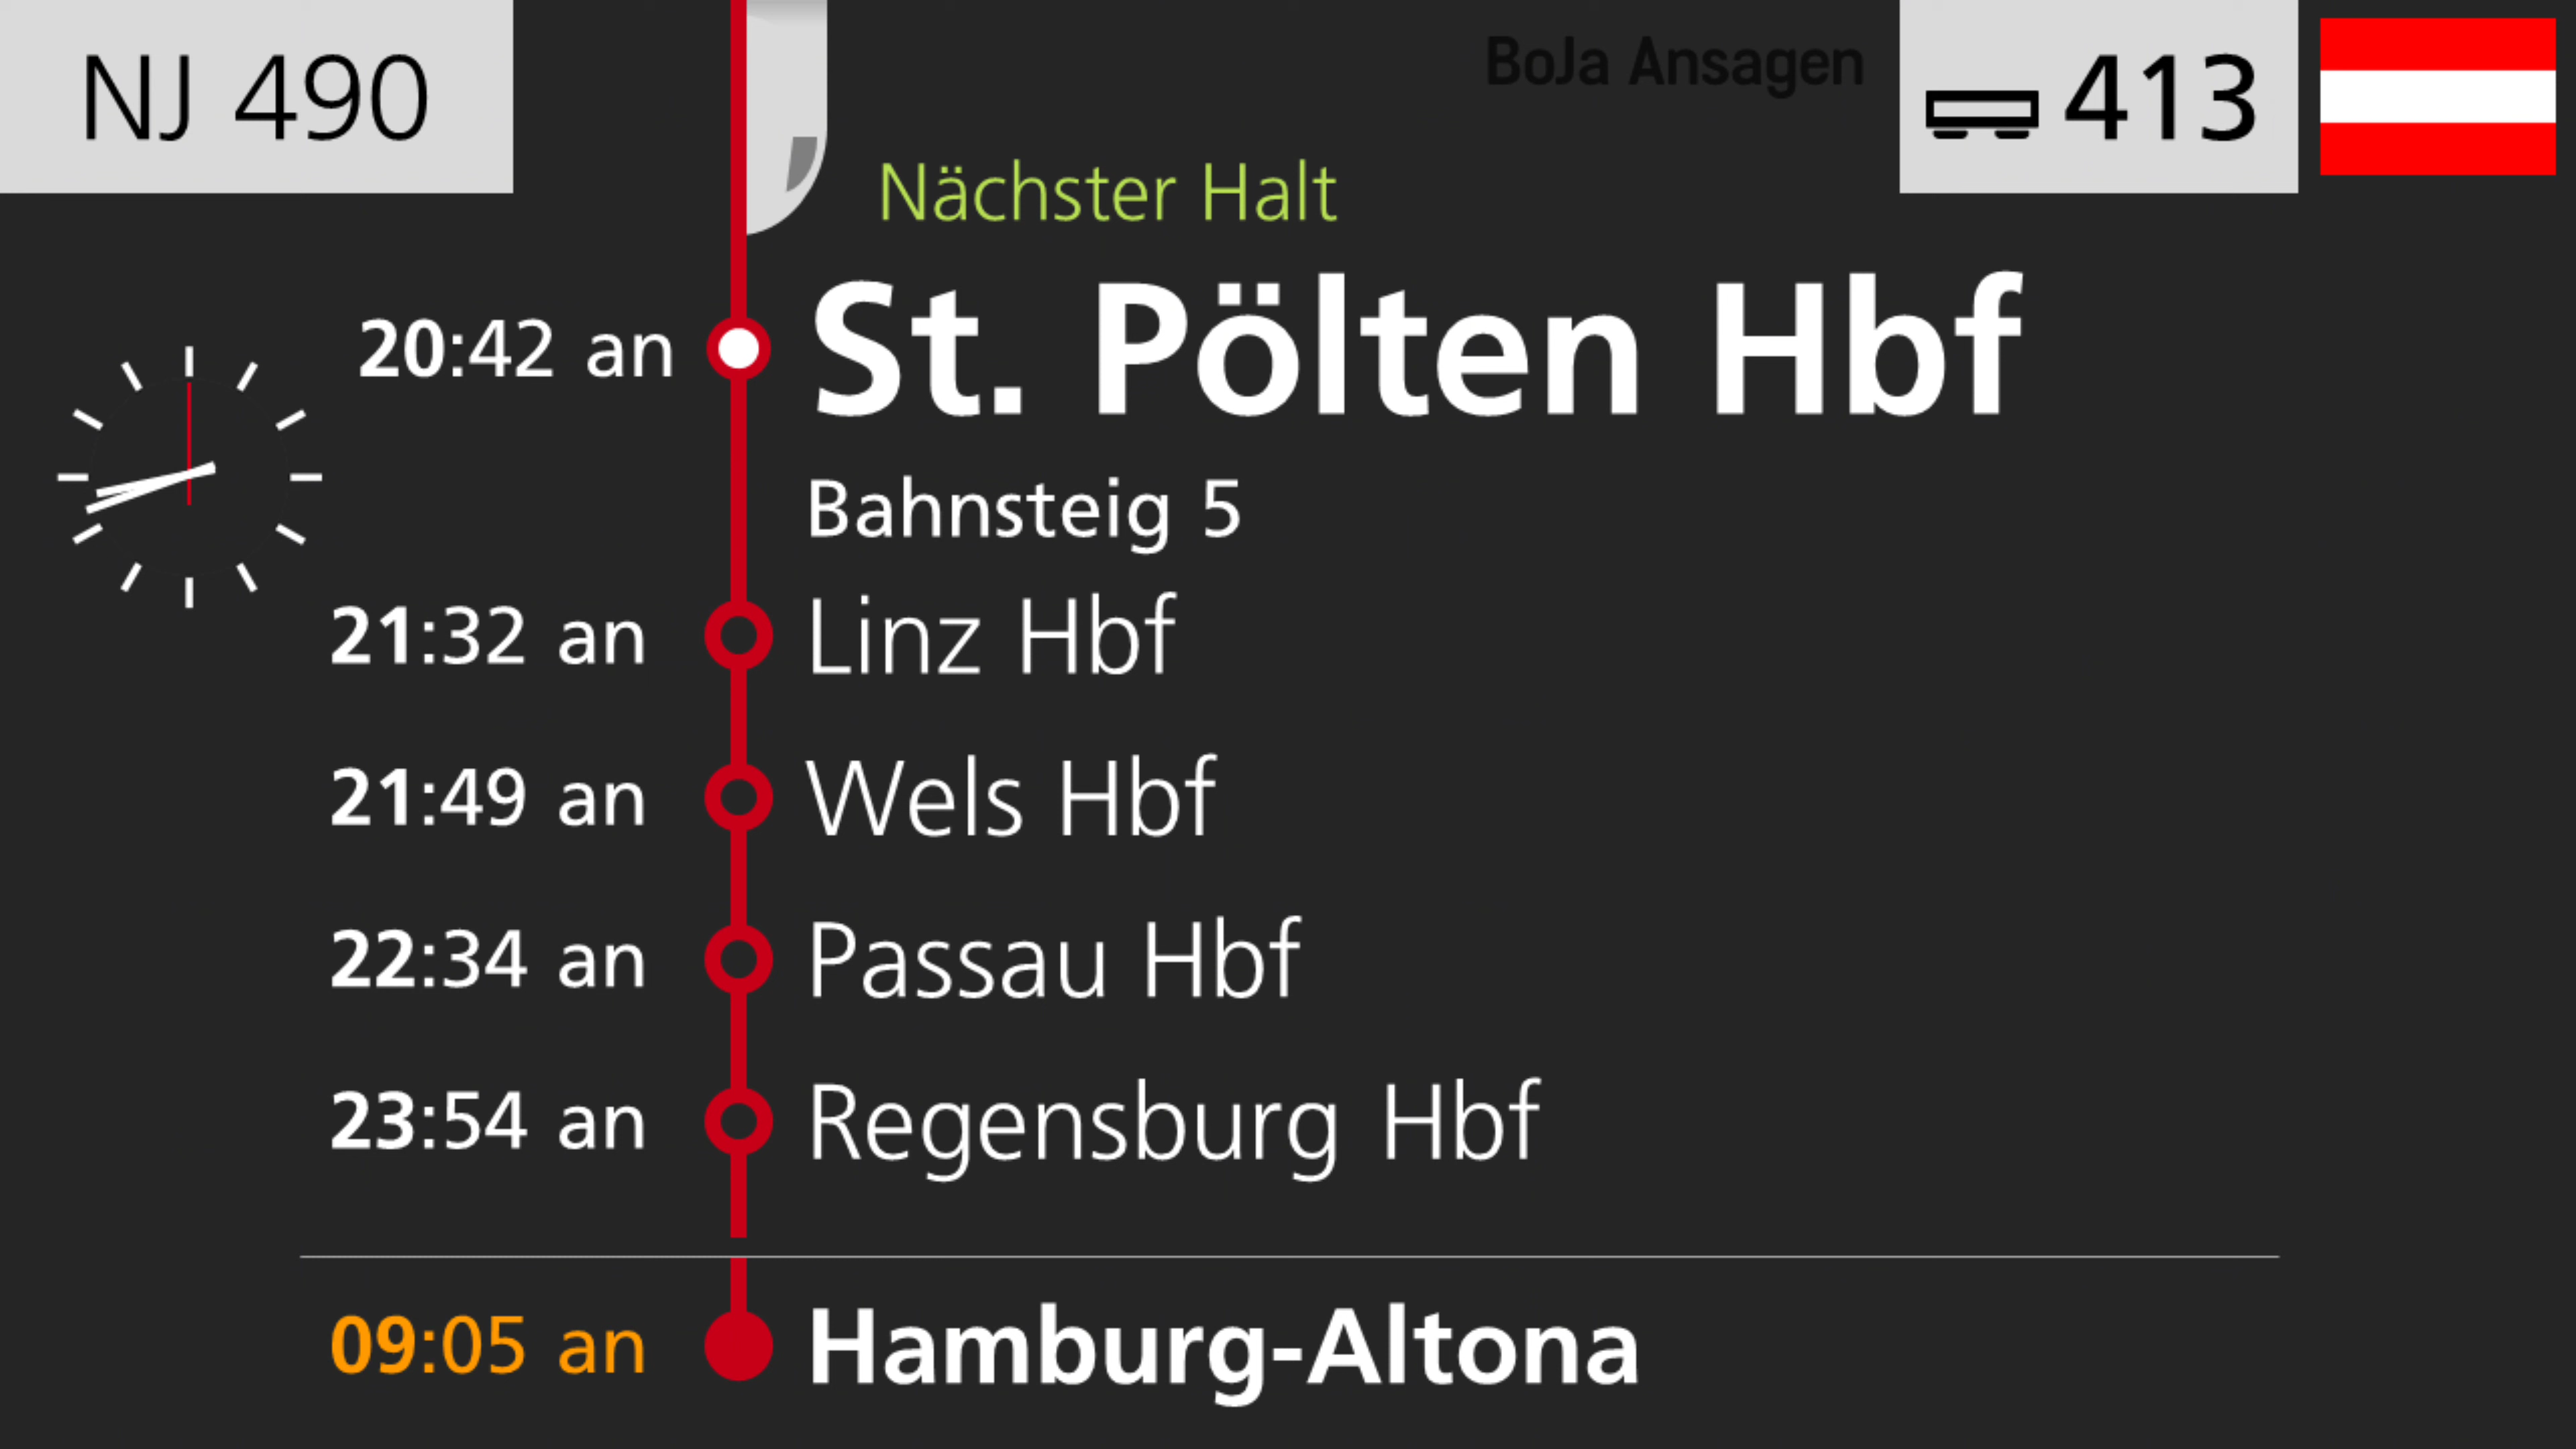 NJ 490
BoJa Ansagen
413
Nächster Halt
20:42 an St. Pölten Hbf
Bahnsteig 5
21:32 an Linz Hbf
21:49 an Wels Hbf
22:34 an Passau Hbf
23:54 an Regensburg Hbf
09:05 an Hamburg-Altona